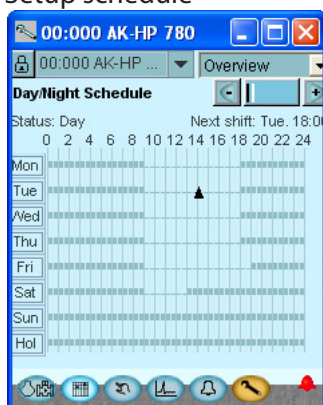 Setup schedule
00:000 AK-HP 780
00:000 AK-HP ... Overview
Day/Night Schedule
Status: Day Next shift: Tue. 18:00
0 2 4 6 8 10 12 14 16 18 20 22 24
Mon
Tue
Wed
Thu
Fri
Sat
Sun
Hol